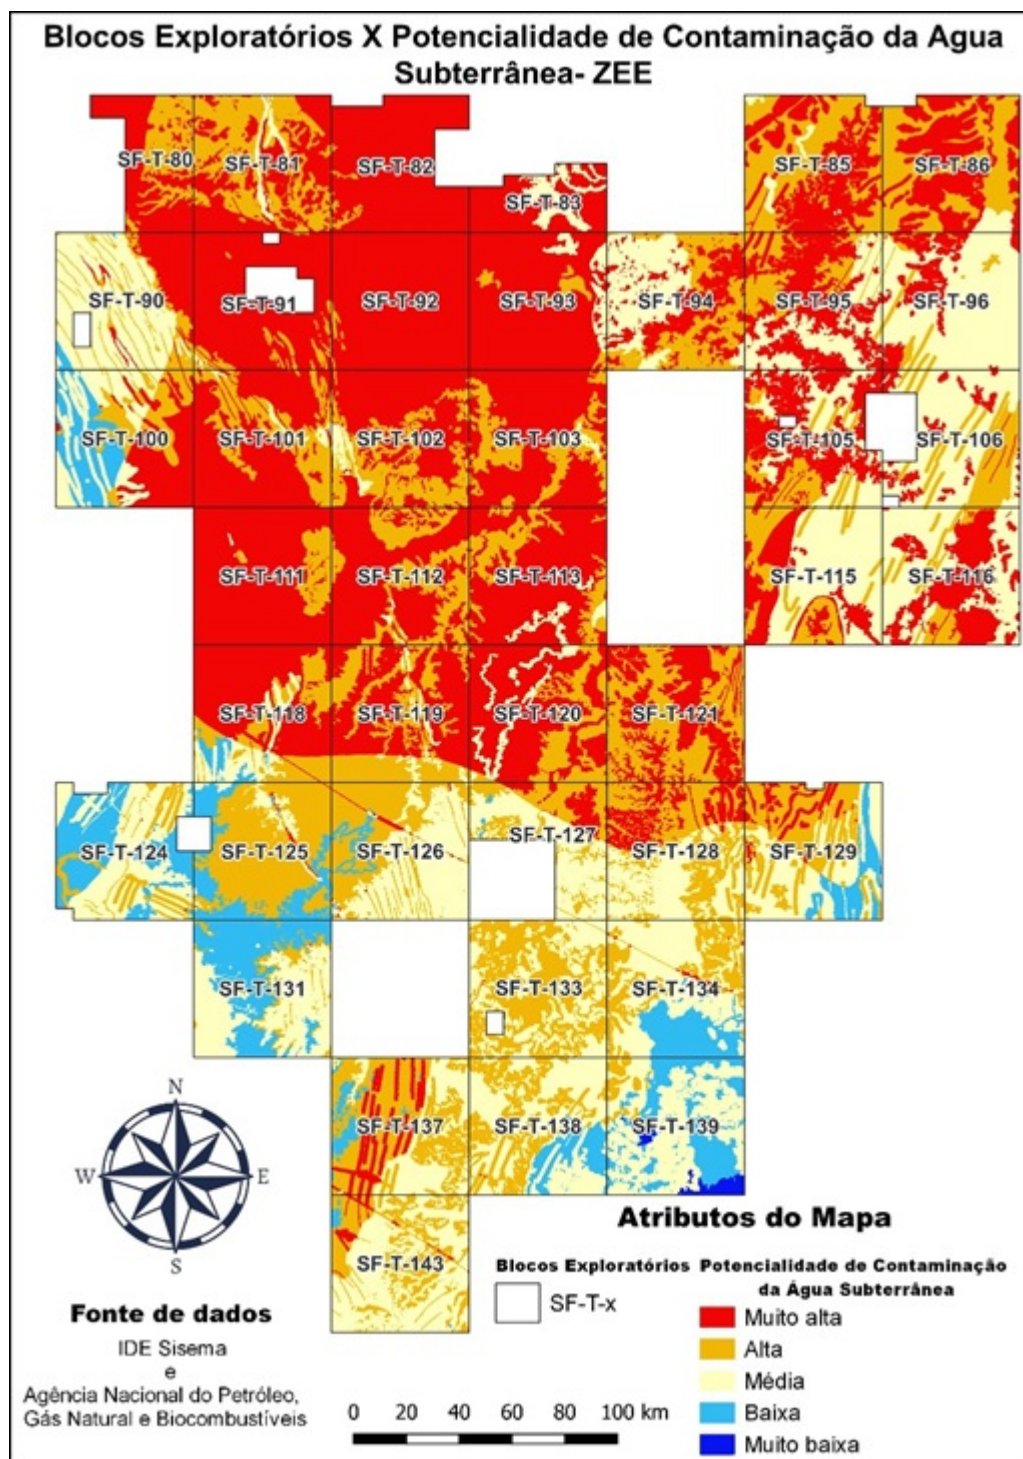 Blocos Exploratórios X Potencialidade de Contaminação da Agua
Subterrânea- ZEE
SF-T-80
SF-T-81
SF-T-82
SF-T-83
SF-T-85
SF-T-86
SF-T-90
SF-T-91
SF-T-92
SF-T-93
SF-T-94
SF-T-95
SF-T-96
SF-T-100
SF-T-101
SF-T-102
SF-T-103
SF-T-105
SF-T-106
SF-T-111
SF-T-112
SF-T-113
SF-T-115
SF-T-116
SF-T-118
SF-T-119
SF-T-120
SF-T-121
SF-T-124
SF-T-125
SF-T-126
SF-T-127
SF-T-128
SF-T-129
SF-T-131
SF-T-133
SF-T-134
SF-T-137
SF-T-138
SF-T-139
SF-T-143
N
W
E
S
Fonte de dados
IDE Sisema
e
Agência Nacional do Petróleo,
Gás Natural e Biocombustíveis
0 20 40 60 80 100 km
Atributos do Mapa
Blocos Exploratórios
SF-T-x
Potencialidade de Contaminação
da Água Subterrânea
Muito alta
Alta
Média
Baixa
Muito baixa